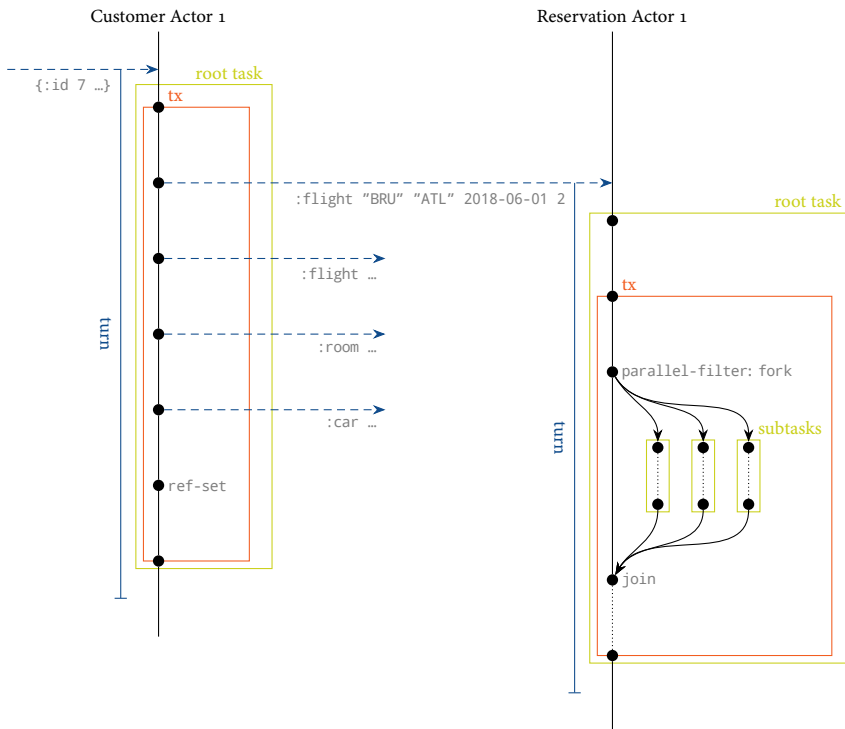 Customer Actor 1
Reservation Actor 1
root task
{:id 7 …}
tx
:flight “BRU” “ATL” 2018-06-01 2
root task
:flight …
tx
turn
:room …
parallel-filter: fork
:car …
subtasks
turn
ref-set
join